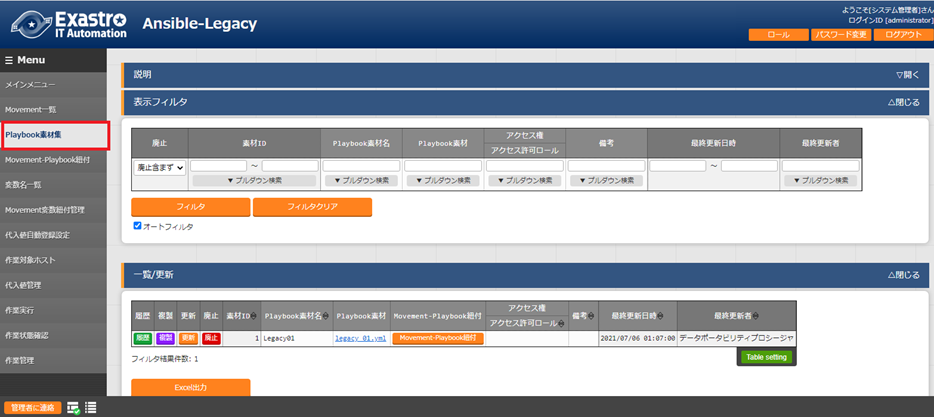 Exastro
IT Automation
Ansible-Legacy
ようこそ[システム管理者]さん
ログインID [administrator]
ロール
パスワード変更
ログアウト
Menu
メインメニュー
Movement一覧
Playbook素材集
Movement-Playbook紐付
変数名一覧
Movement変数紐付管理
代入値自動登録設定
作業対象ホスト
代入値管理
作業実行
作業状態確認
作業管理
説明 ▽開く
表示フィルタ △閉じる
廃止 素材ID Playbook素材名 Playbook素材 アクセス権 備考 最終更新日時 最終更新者
アクセス許可ロール
廃止含まず ～ ～
▼ プルダウン検索 ▼ プルダウン検索 ▼ プルダウン検索 ▼ プルダウン検索 ▼ プルダウン検索 ▼ プルダウン検索
フィルタ フィルタクリア
オートフィルタ
一覧/更新 △閉じる
履歴 複製 更新 廃止 素材ID Playbook素材名 Playbook素材 Movement-Playbook紐付 アクセス権 備考 最終更新日時 最終更新者
アクセス許可ロール
履歴 複製 更新 廃止 1 Legacy01 legacy_01.yml Movement-Playbook紐付 2021/07/06 01:07:00 データポータビリティプロシージャ
フィルタ結果件数: 1
Table setting
Excel出力
管理者に連絡